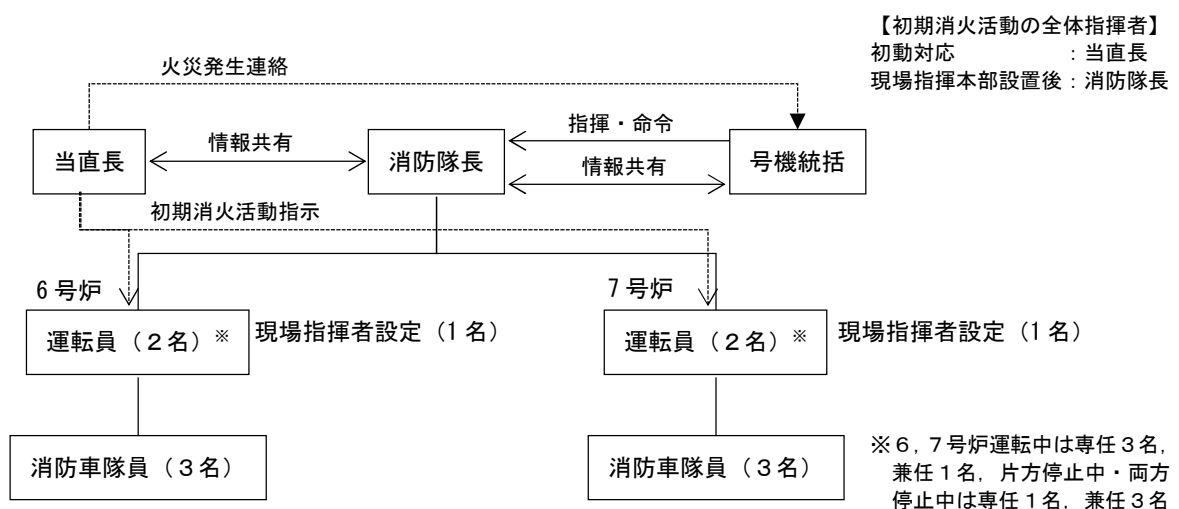 【初期消火活動の全体指揮者】
初動対応　　　　　：当直長
現場指揮本部設置後：消防隊長
火災発生連絡
当直長
情報共有
消防隊長
指揮・命令
情報共有
号機統括
初期消火活動指示
6号炉
7号炉
運転員（２名）※
現場指揮者設定（1名）
運転員（２名）※
現場指揮者設定（1名）
消防車隊員（３名）
消防車隊員（３名）
※６，７号炉運転中は専任３名，
兼任１名，片方停止中・両方
停止中は専任１名，兼任３名